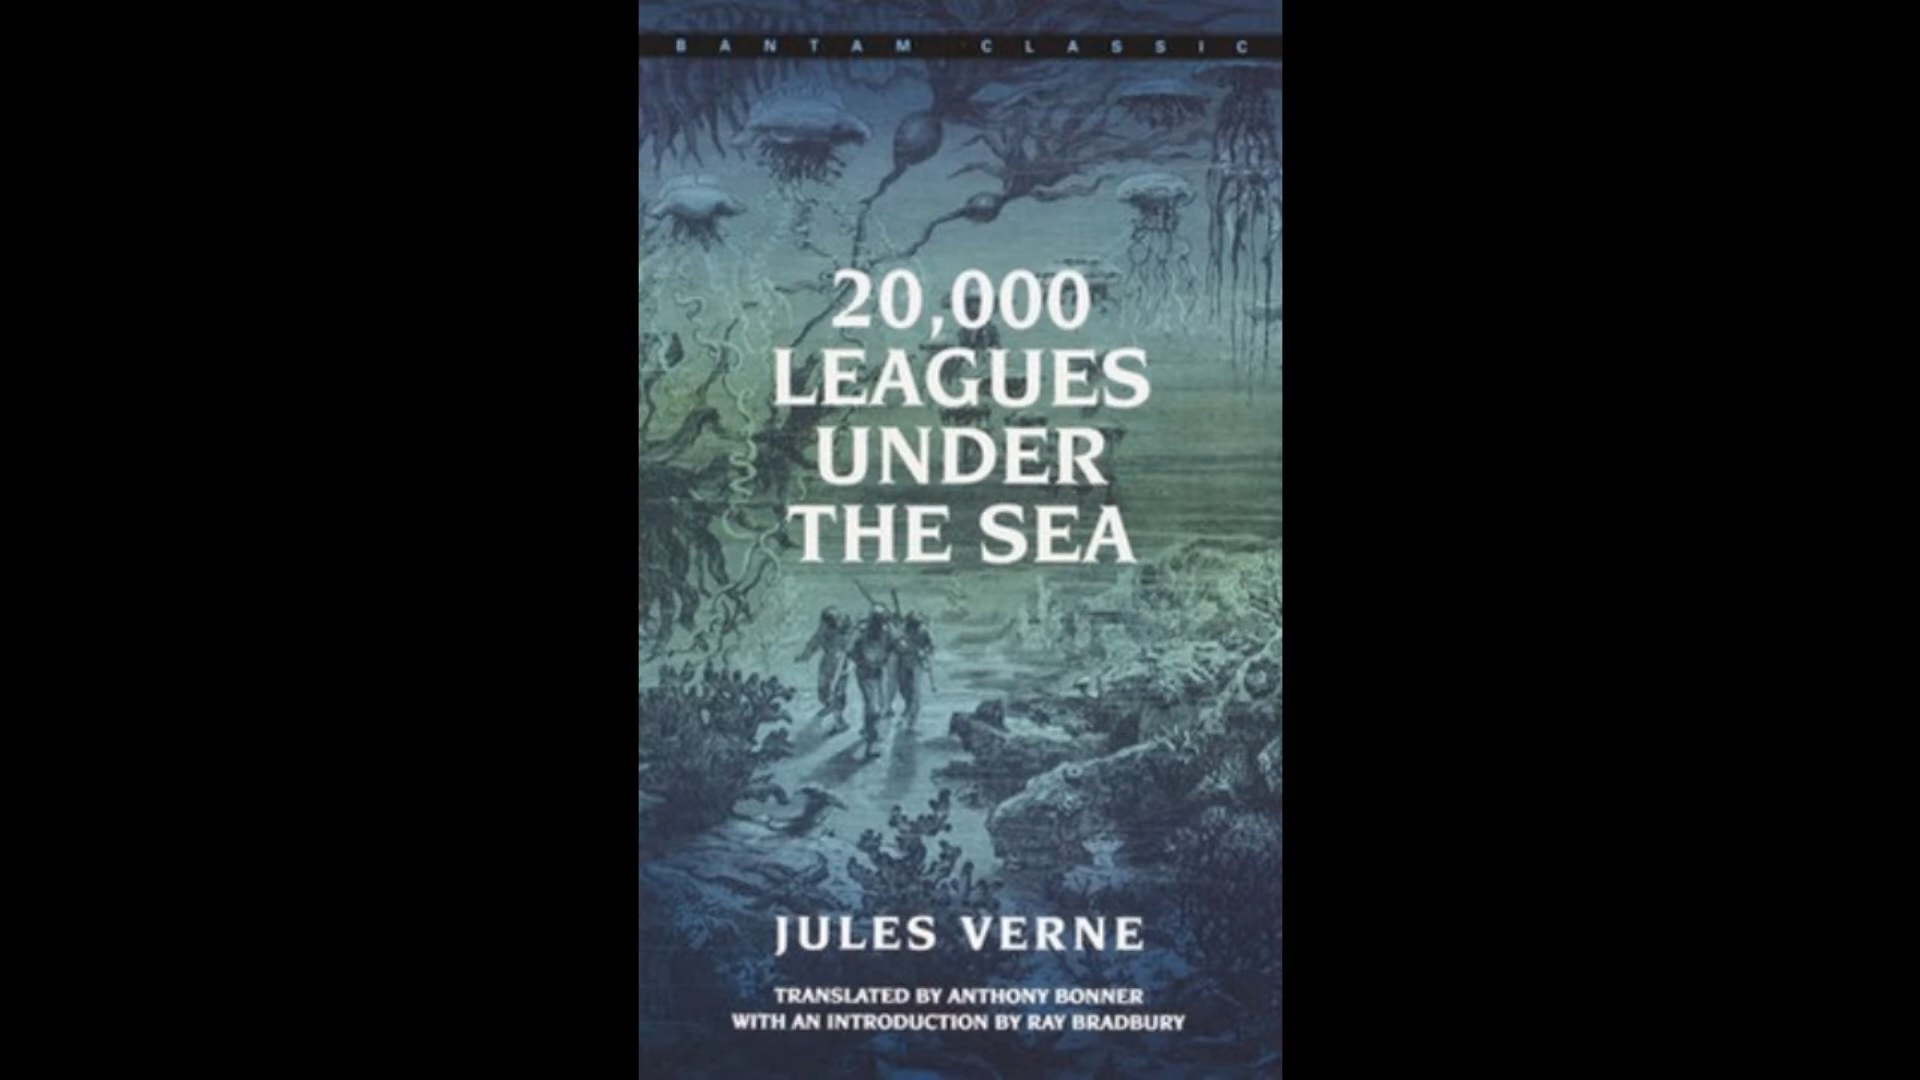 BANTAM CLASSIC
20,000
LEAGUES
UNDER
THE SEA
JULES VERNE
TRANSLATED BY ANTHONY BONNER
WITH AN INTRODUCTION BY RAY BRADBURY